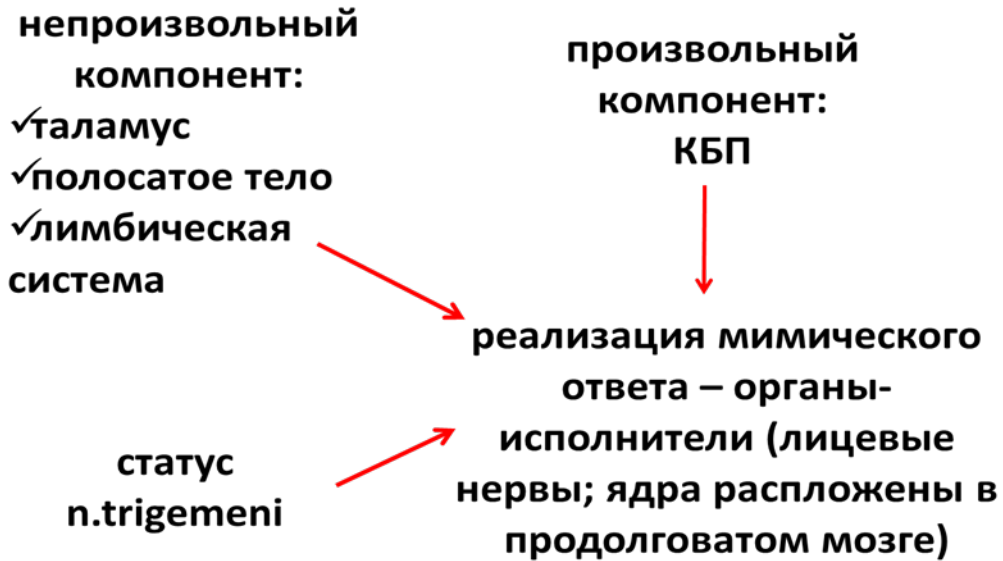 непроизвольный
компонент:
✓таламус
✓полосатое тело
✓лимбическая
система
произвольный
компонент:
КБП
реализация мимического
ответа – органы-
исполнители (лицевые
нервы; ядра распложены в
продолговатом мозге)
статус
n.trigemeni